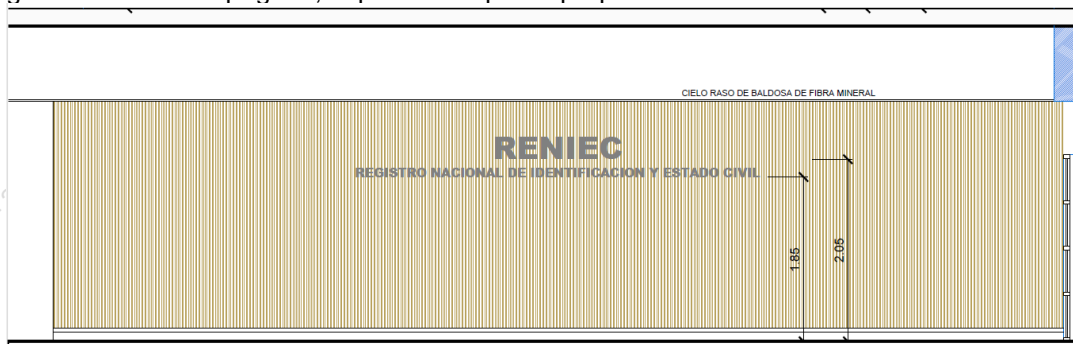 CIELO RASO DE BALDOSA DE FIBRA MINERAL
RENIEC
REGISTRO NACIONAL DE IDENTIFICACION Y ESTADO CIVIL
1.85
2.05